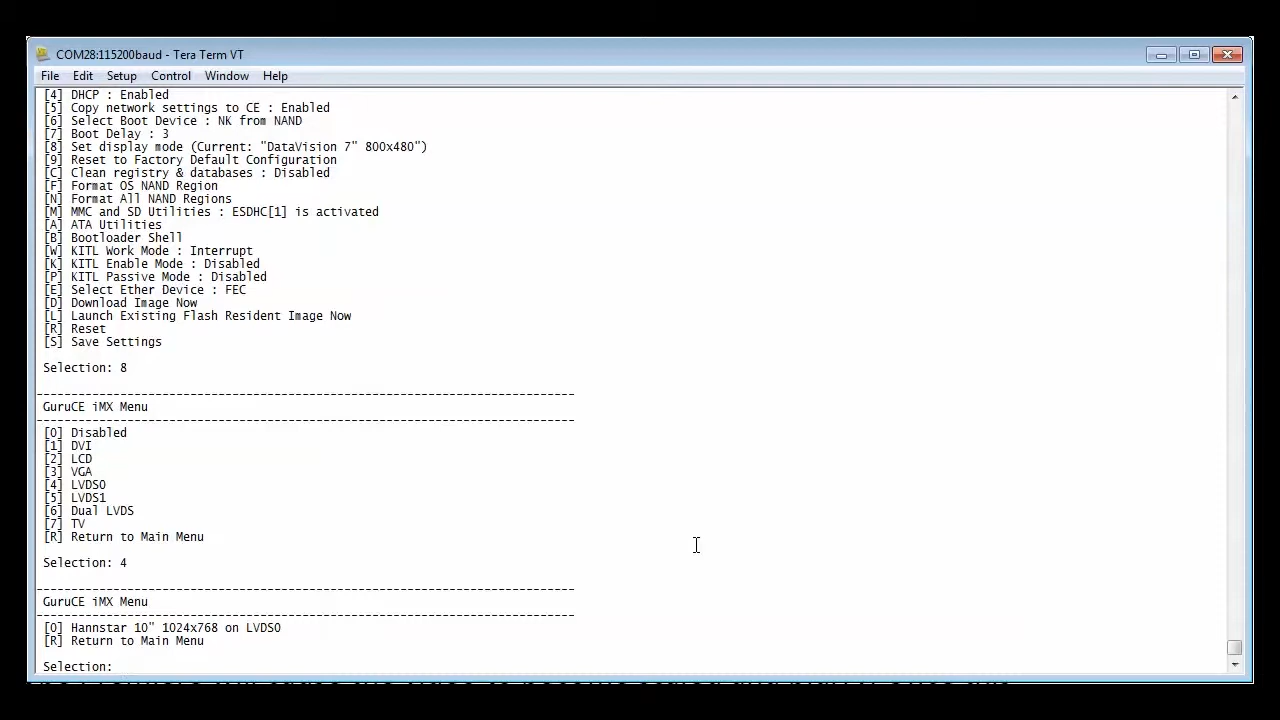 COM28:115200baud - Tera Term VT
File Edit Setup Control Window Help
[4] DHCP : Enabled
[5] Copy network settings to CE : Enabled
[6] Select Boot Device : NK from NAND
[7] Boot Delay : 3
[8] Set display mode (Current: "DataVision 7" 800x480")
[9] Reset to Factory Default Configuration
[C] Clean registry & databases : Disabled
[F] Format OS NAND Region
[N] Format All NAND Regions
[M] MMC and SD Utilities : ESDHC[1] is activated
[A] ATA Utilities
[B] Bootloader Shell
[W] KITL Work Mode : Interrupt
[K] KITL Enable Mode : Disabled
[P] KITL Passive Mode : Disabled
[E] Select Ether Device : FEC
[D] Download Image Now
[L] Launch Existing Flash Resident Image Now
[R] Reset
[S] Save Settings
Selection: 8
-----------------------------------------------------------------------------
GuruCE iMX Menu
-----------------------------------------------------------------------------
[0] Disabled
[1] DVI
[2] LCD
[3] VGA
[4] LVDS0
[5] LVDS1
[6] Dual LVDS
[7] TV
[R] Return to Main Menu
Selection: 4
-----------------------------------------------------------------------------
GuruCE iMX Menu
-----------------------------------------------------------------------------
[0] Hannstar 10" 1024x768 on LVDS0
[R] Return to Main Menu
Selection: